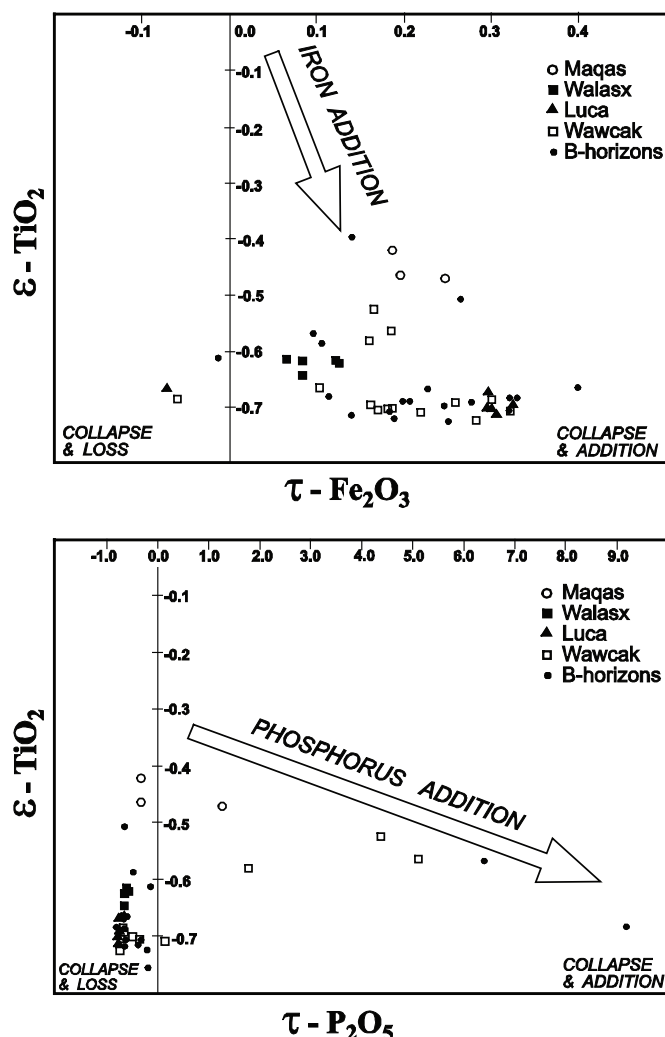 -0.1 0.0 0.1 0.2 0.3 0.4
-0.1
-0.2
-0.3
-0.4
-0.5
-0.6
-0.7
IRON ADDITION
Maqas
Walasx
Luca
Wawcak
B-horizons
ε - TiO₂
COLLAPSE
& LOSS
COLLAPSE
& ADDITION
τ - Fe₂O₃
-1.0 0.0 1.0 2.0 3.0 4.0 5.0 6.0 7.0 8.0 9.0
-0.1
-0.2
-0.3
-0.4
-0.5
-0.6
-0.7
Maqas
Walasx
Luca
Wawcak
B-horizons
PHOSPHORUS ADDITION
ε - TiO₂
COLLAPSE
& LOSS
COLLAPSE
& ADDITION
τ - P₂O₅